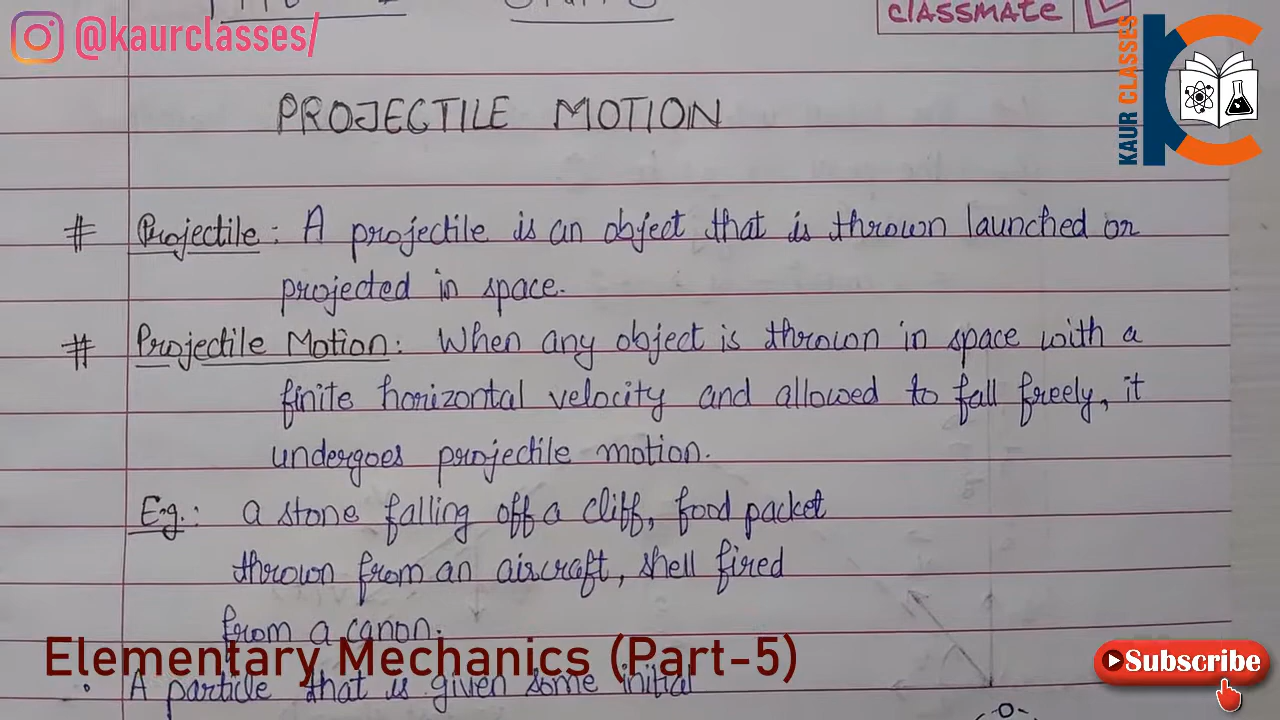 @kaurclasses/
CLASSMATE
KAUR CLASSES
PROJECTILE MOTION
# Projectile : A projectile is an object that is thrown launched or
projected in space.
# Projectile Motion : When any object is thrown in space with a
finite horizontal velocity and allowed to fall freely, it
undergoes projectile motion.
E.g. : a stone falling off a cliff, food packet
thrown from an aircraft, shell fired
from a canon.
Elementary Mechanics (Part-5)
Subscribe
• A particle that is given some initial